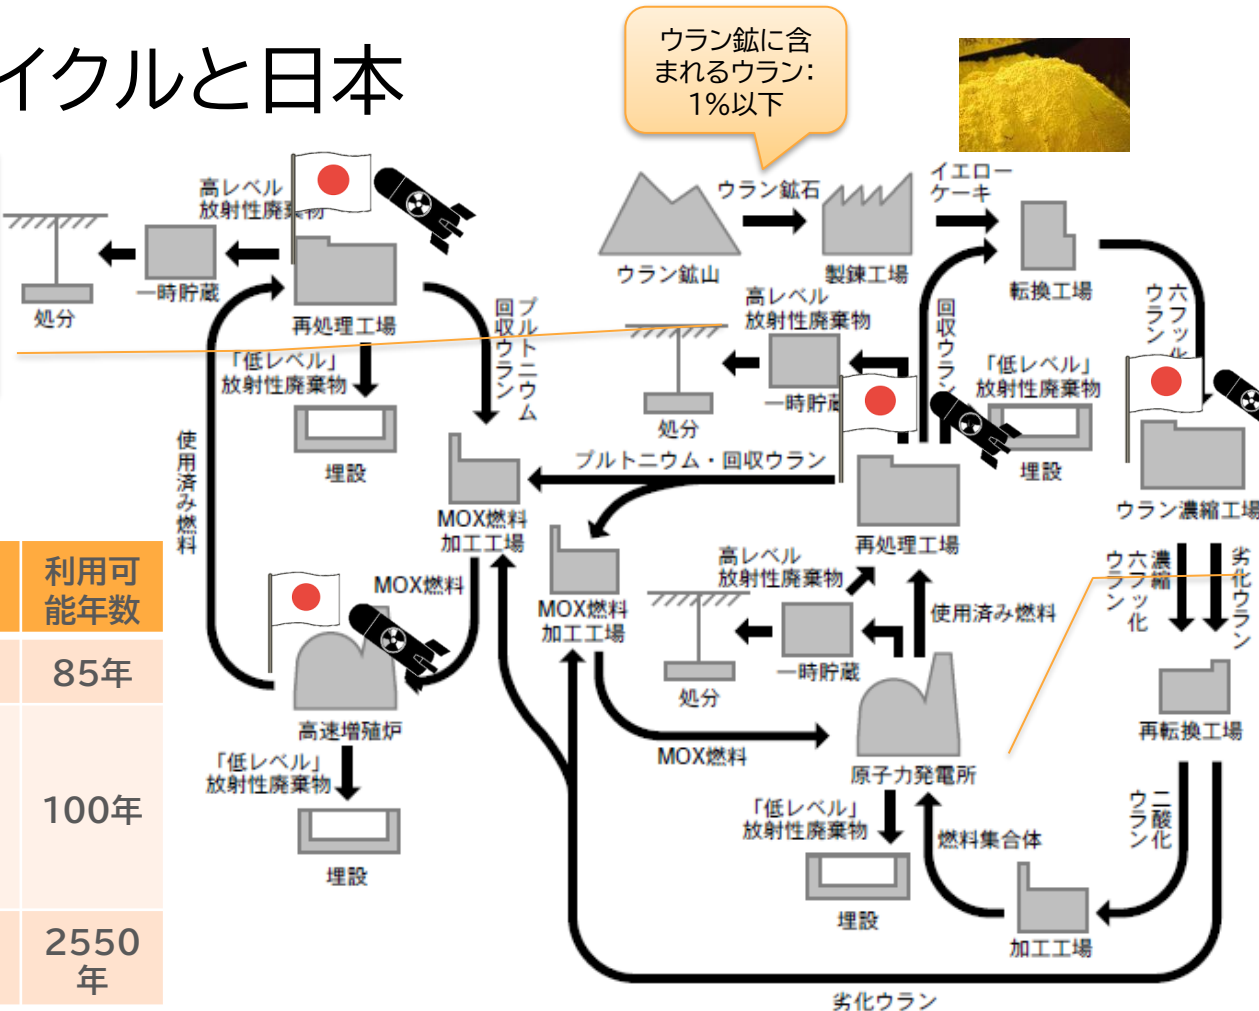 イクルと日本
ウラン鉱に含
まれるウラン：
1%以下
高レベル
放射性廃棄物
処分
一時貯蔵
再処理工場
「低レベル」
放射性廃棄物
埋設
プルトニウム
回収ウラン
使用済み燃料
MOX燃料
加工工場
MOX燃料
高速増殖炉
「低レベル」
放射性廃棄物
埋設
ウラン鉱山
ウラン鉱石
製錬工場
イエロー
ケーキ
転換工場
六フッ化
ウラン
高レベル
放射性廃棄物
処分
一時貯蔵
回収ウラン
「低レベル」
放射性廃棄物
埋設
ウラン濃縮工場
プルトニウム・回収ウラン
再処理工場
MOX燃料
加工工場
高レベル
放射性廃棄物
処分
一時貯蔵
使用済み燃料
濃縮
六フッ化
ウラン
劣化ウラン
再転換工場
MOX燃料
原子力発電所
「低レベル」
放射性廃棄物
埋設
燃料集合体
二酸化
ウラン
加工工場
劣化ウラン
利用可
能年数
85年
100年
2550
年